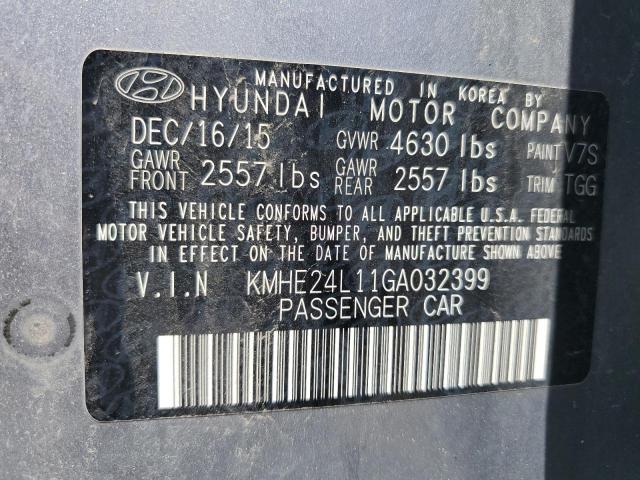 MANUFACTURED IN KOREA BY
HYUNDAI MOTOR COMPANY
DEC/16/15 GVWR 4630 lbs PAINT V7S
GAWR FRONT 2557 lbs GAWR REAR 2557 lbs TRIM TGG
THIS VEHICLE CONFORMS TO ALL APPLICABLE U.S.A. FEDERAL
MOTOR VEHICLE SAFETY, BUMPER, AND THEFT PREVENTION STANDARDS
IN EFFECT ON THE DATE OF MANUFACTURE SHOWN ABOVE
V.I.N KMHE24L11GA032399
PASSENGER CAR